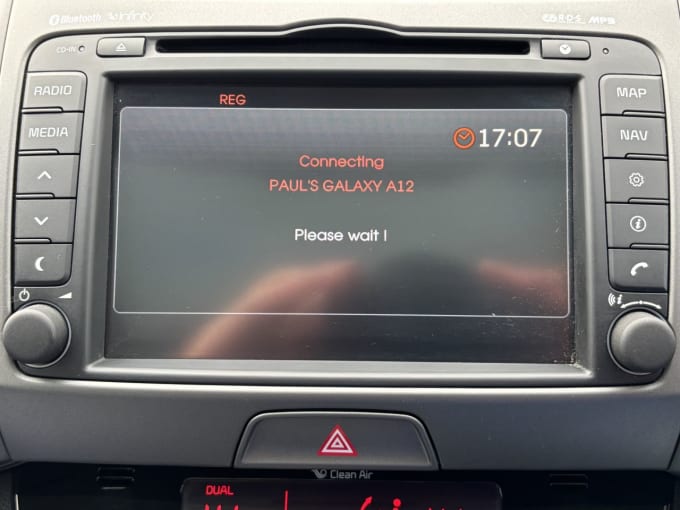 Bluetooth infinity
R·D·S MP3
CD-IN
RADIO
MAP
MEDIA
NAV
REG
17:07
Connecting
PAUL'S GALAXY A12
Please wait !
Clean Air
DUAL